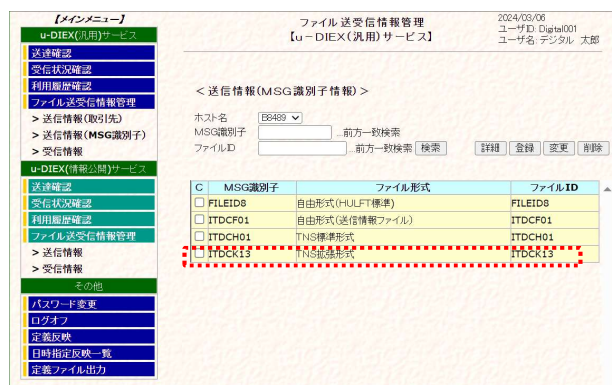 【メインメニュー】
u-DIEX(汎用)サービス
送達確認
受信状況確認
利用履歴確認
ファイル送受信情報管理
> 送信情報(取引先)
> 送信情報(MSG識別子)
> 受信情報
u-DIEX(情報公開)サービス
送達確認
受信状況確認
利用履歴確認
ファイル送受信情報管理
> 送信情報
> 受信情報
その他
パスワード変更
ログオフ
定義反映
日時指定反映一覧
定義ファイル出力
ファイル送受信情報管理
【u－DIEX(汎用)サービス】
2024/03/06
ユーザID: Digital001
ユーザ名: デジタル 太郎
＜送信情報(MSG識別子情報)＞
ホスト名 B8489
MSG識別子 ...前方一致検索
ファイルID ...前方一致検索 検索 詳細 登録 変更 削除
C MSG識別子 ファイル形式 ファイルID
FILEID8 自由形式(HULFT標準) FILEID8
ITDCF01 自由形式(送信情報ファイル) ITDCF01
ITDCH01 TNS標準形式 ITDCH01
ITDCK13 TNS拡張形式 ITDCK13